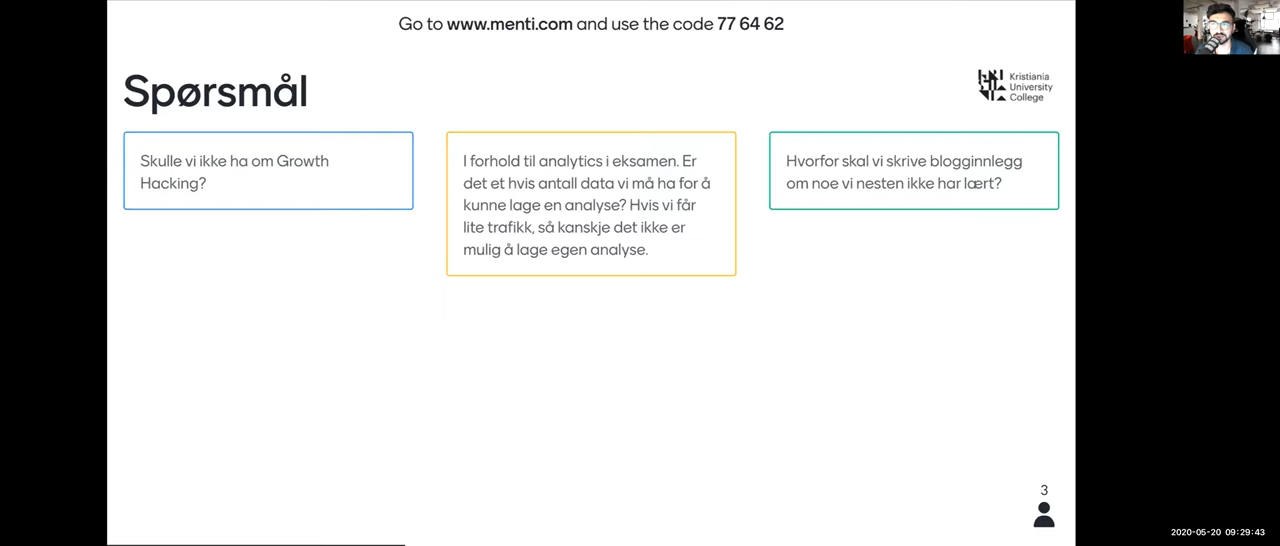 Go to www.menti.com and use the code 77 64 62
Spørsmål
Kristiania
University
College
Skulle vi ikke ha om Growth
Hacking?
I forhold til analytics i eksamen. Er
det et hvis antall data vi må ha for å
kunne lage en analyse? Hvis vi får
lite trafikk, så kanskje det ikke er
mulig å lage egen analyse.
Hvorfor skal vi skrive blogginnlegg
om noe vi nesten ikke har lært?
3
2020-05-20 09:29:43